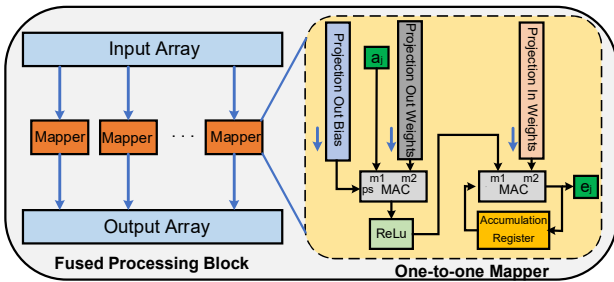 Input Array
Mapper
Mapper
. . .
Mapper
Output Array
Fused Processing Block
Projection Out Bias
aj
Projection Out Weights
Projection In Weights
m1 m2
ps MAC
ReLu
m1 m2
MAC
ej
Accumulation
Register
One-to-one Mapper